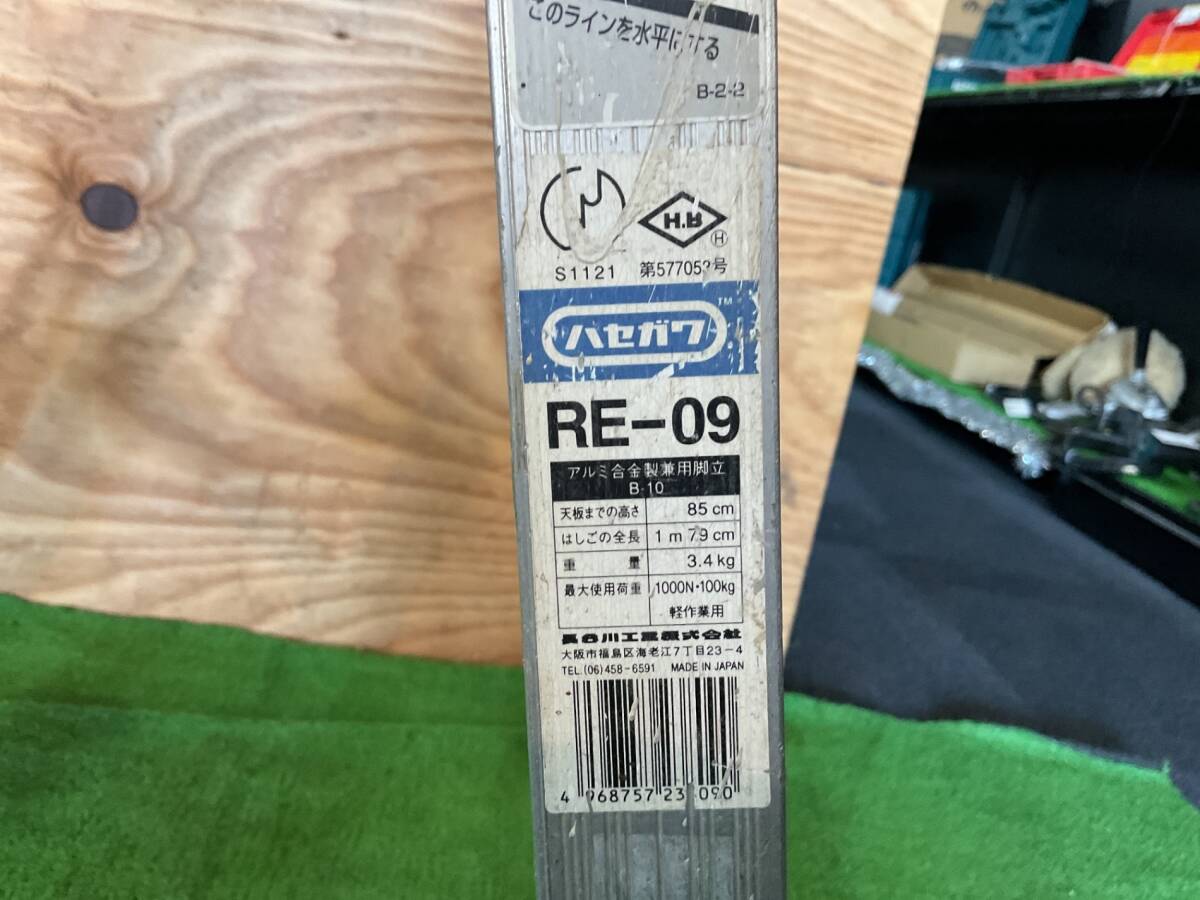 このラインを水平にする
B-2-2
H.B
H
S1121 第577052号
ハセガワ TM
RE-09
アルミ合金製兼用脚立
B-10
天板までの高さ 85 cm
はしごの全長 1 m 79 cm
重 量 3.4 kg
最大使用荷重 1000N・100kg
軽作業用
長谷川工業株式会社
大阪市福島区海老江7丁目23-4
TEL.(06)458-6591 MADE IN JAPAN
4 968757 23 090